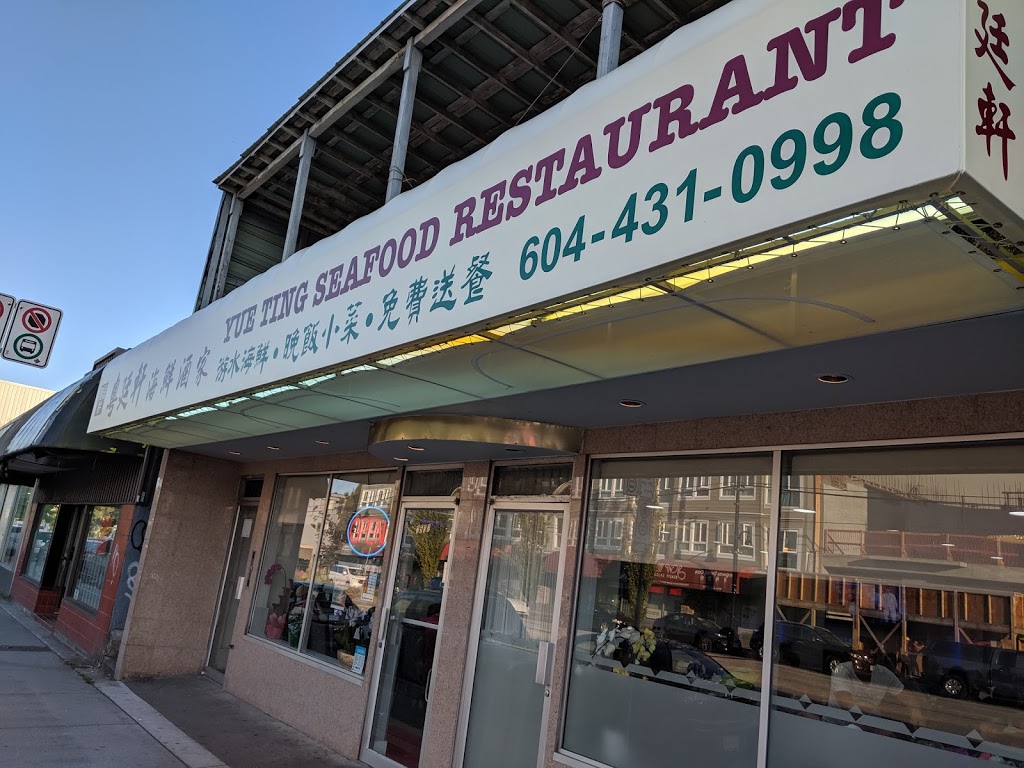 YUE TING SEAFOOD RESTAURANT
粵廷軒海鮮酒家 游水海鮮•晚飯小菜•免費送餐 604-431-0998
廷軒